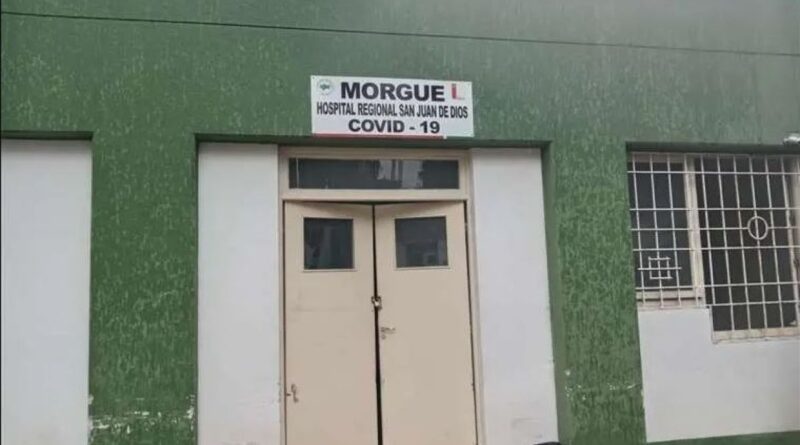 MORGUE
HOSPITAL REGIONAL SAN JUAN DE DIOS
COVID - 19